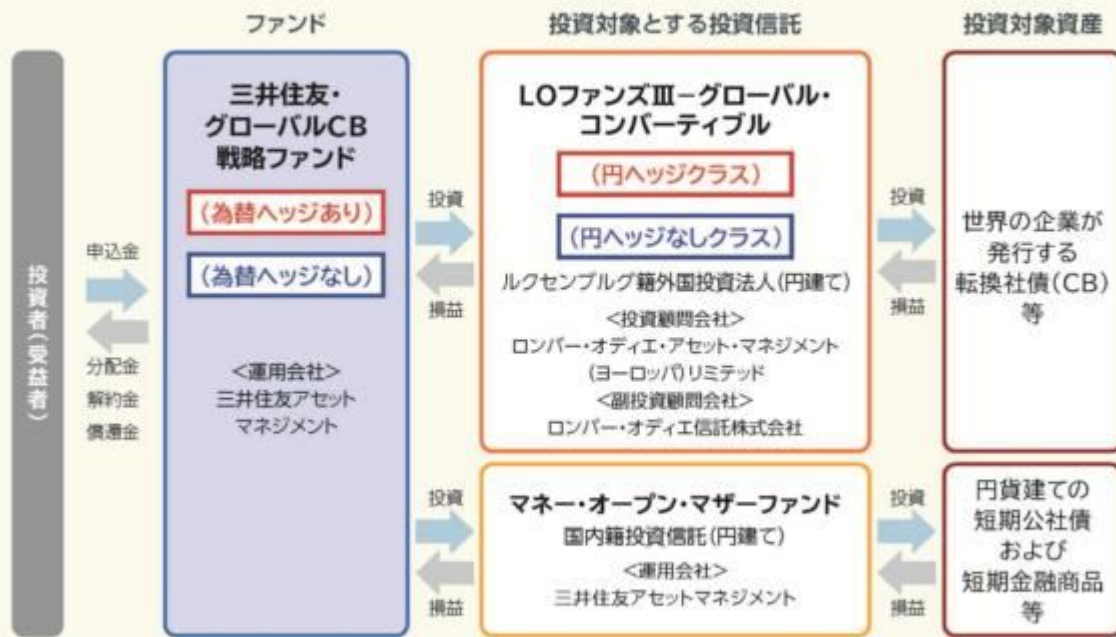 ファンド
投資対象とする投資信託
投資対象資産
投資者(受益者)
申込金
分配金
解約金
償還金
三井住友・
グローバルCB
戦略ファンド
(為替ヘッジあり)
(為替ヘッジなし)
<運用会社>
三井住友アセット
マネジメント
投資
損益
LOファンズⅢ−グローバル・
コンバーティブル
(円ヘッジクラス)
(円ヘッジなしクラス)
ルクセンブルグ籍外国投資法人(円建て)
<投資顧問会社>
ロンバー・オディエ・アセット・マネジメント
(ヨーロッパ)リミテッド
<副投資顧問会社>
ロンバー・オディエ信託株式会社
投資
損益
世界の企業が
発行する
転換社債(CB)
等
投資
損益
マネー・オープン・マザーファンド
国内籍投資信託(円建て)
<運用会社>
三井住友アセットマネジメント
投資
損益
円貨建ての
短期公社債
および
短期金融商品
等